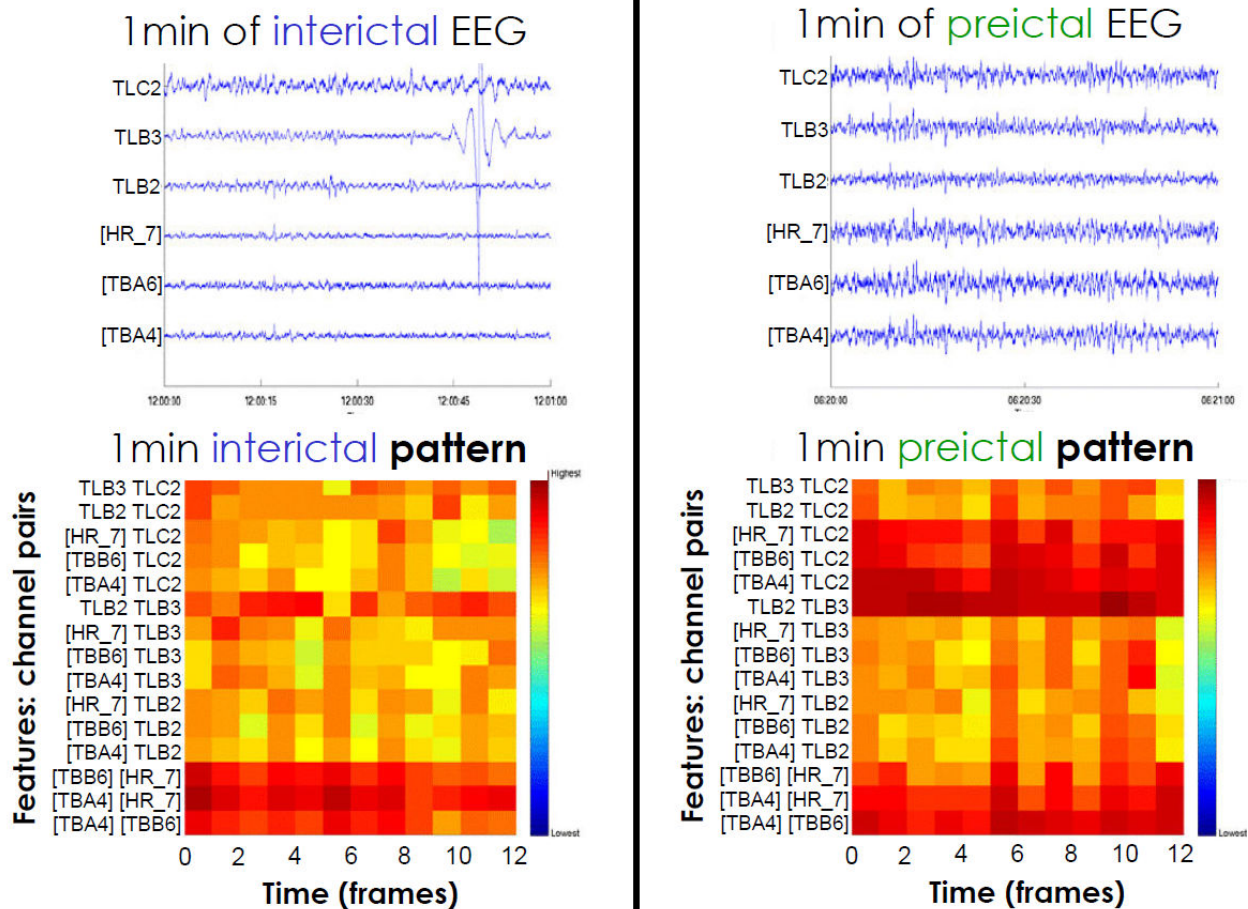 1min of interictal EEG
TLC2
TLB3
TLB2
[HR_7]
[TBA6]
[TBA4]
12:00:15
12:00:30
12:00:45
12:01:00
1min interictal pattern
Features: channel pairs
TLB3 TLC2
TLB2 TLC2
[HR_7] TLC2
[TBB6] TLC2
[TBA4] TLC2
TLB2 TLB3
[HR_7] TLB3
[TBB6] TLB3
[TBA4] TLB3
[HR_7] TLB2
[TBB6] TLB2
[TBA4] TLB2
[TBB6] [HR_7]
[TBA4] [HR_7]
[TBA4] [TBB6]
Highest
Lowest
0 2 4 6 8 10 12
Time (frames)
1min of preictal EEG
TLC2
TLB3
TLB2
[HR_7]
[TBA6]
[TBA4]
06:20:00
06:20:30
06:21:00
1min preictal pattern
Features: channel pairs
TLB3 TLC2
TLB2 TLC2
[HR_7] TLC2
[TBB6] TLC2
[TBA4] TLC2
TLB2 TLB3
[HR_7] TLB3
[TBB6] TLB3
[TBA4] TLB3
[HR_7] TLB2
[TBB6] TLB2
[TBA4] TLB2
[TBB6] [HR_7]
[TBA4] [HR_7]
[TBA4] [TBB6]
Highest
Lowest
0 2 4 6 8 10 12
Time (frames)